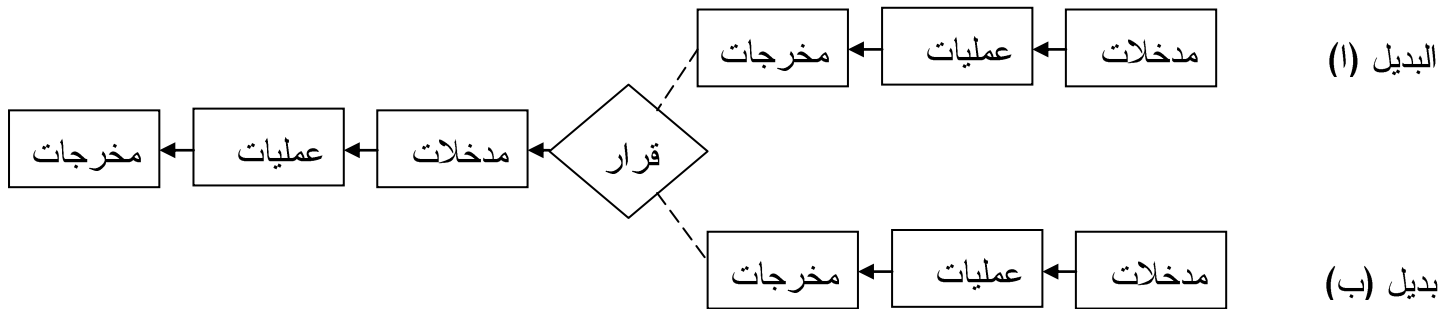 البديل (ا) مدخلات عمليات مخرجات
قرار مدخلات عمليات مخرجات
بديل (ب) مدخلات عمليات مخرجات